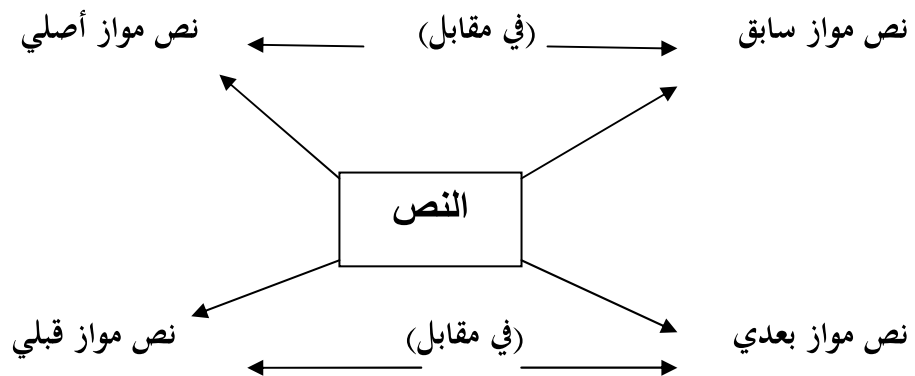 نص مواز سابق (في مقابل) نص مواز أصلي
النص
نص مواز بعدي (في مقابل) نص مواز قبلي